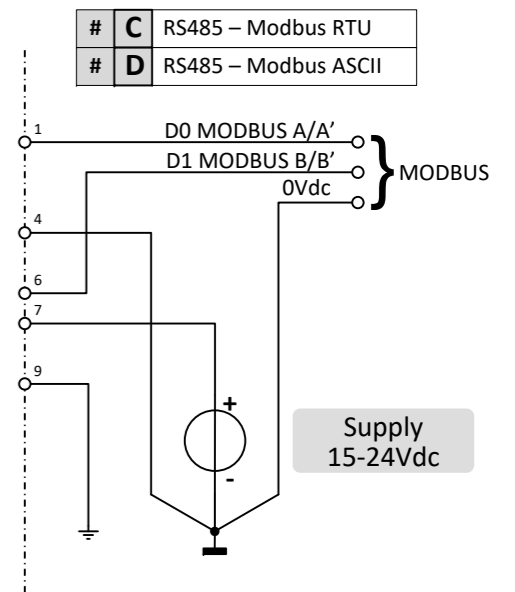 # C RS485 – Modbus RTU
# D RS485 – Modbus ASCII
1
D0 MODBUS A/A’
D1 MODBUS B/B’
MODBUS
0Vdc
4
6
7
9
+
Supply
15-24Vdc
-